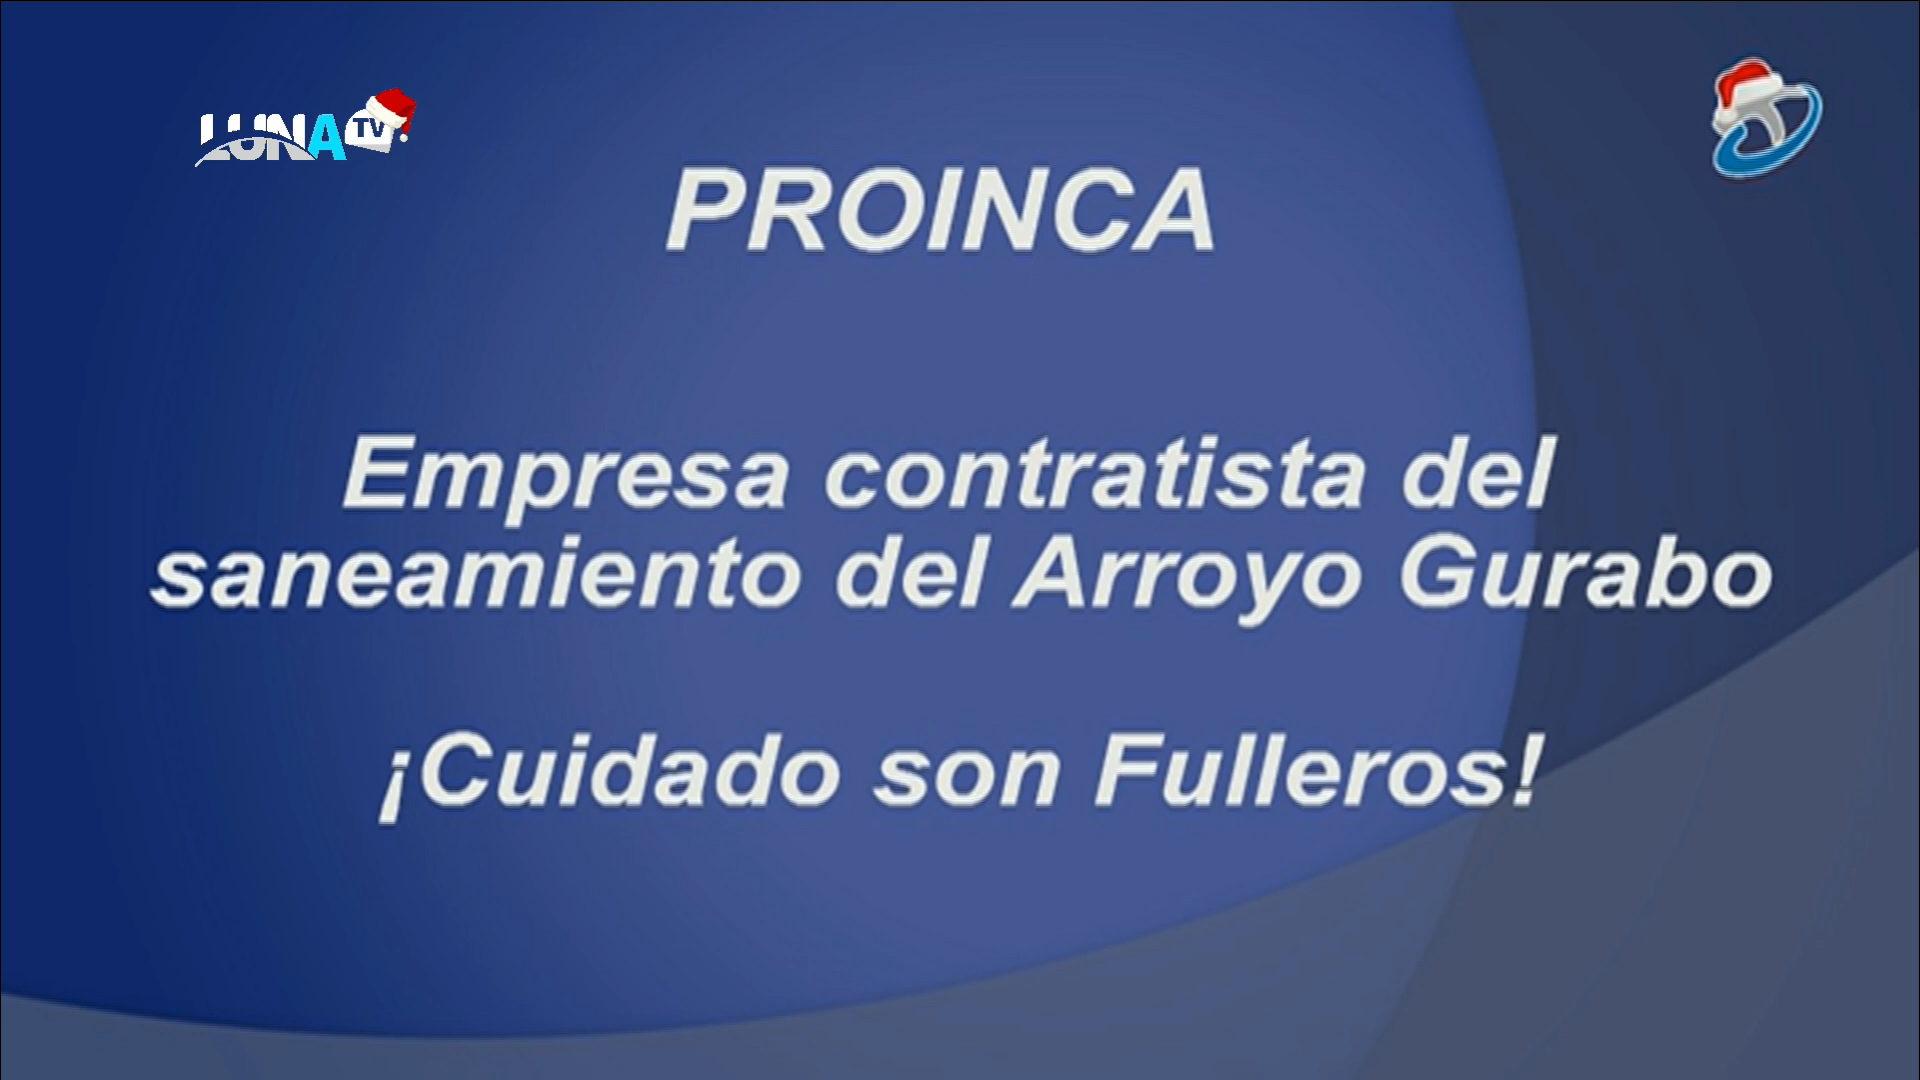 LUNA TV
PROINCA
Empresa contratista del
saneamiento del Arroyo Gurabo
¡Cuidado son Fulleros!